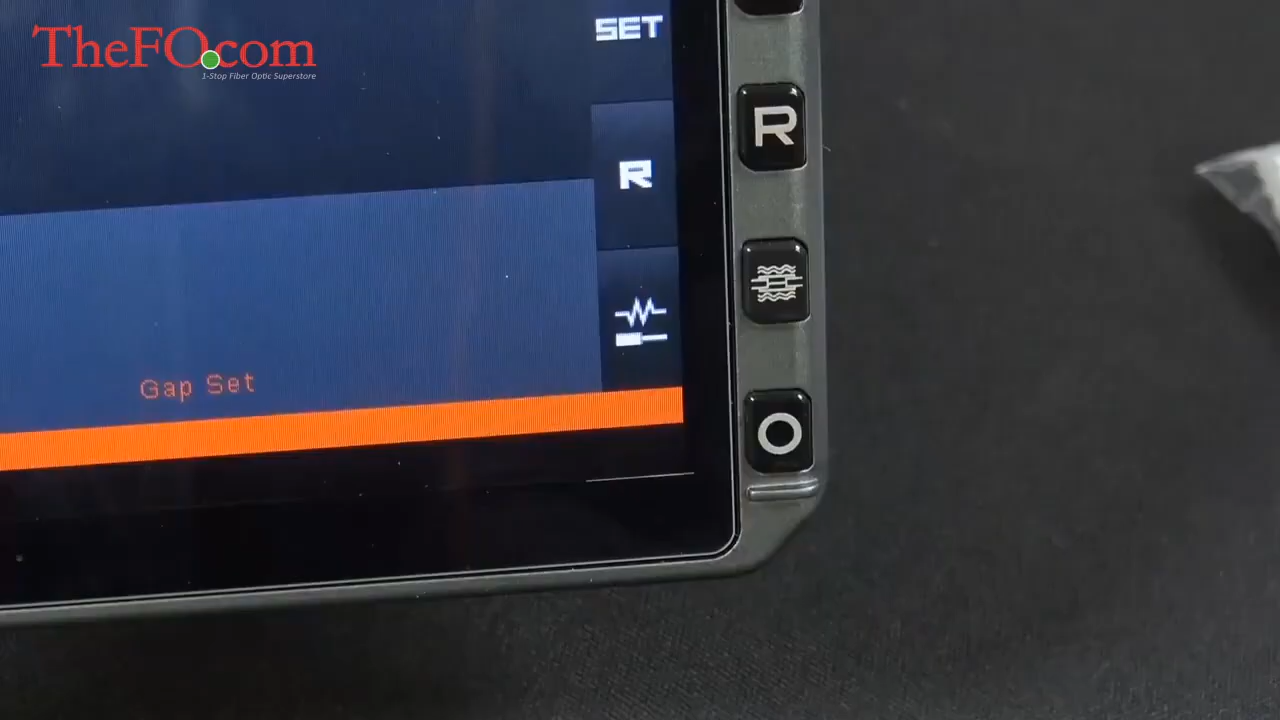 TheFO.com
1-Stop Fiber Optic Superstore
SET
R
R
Gap Set